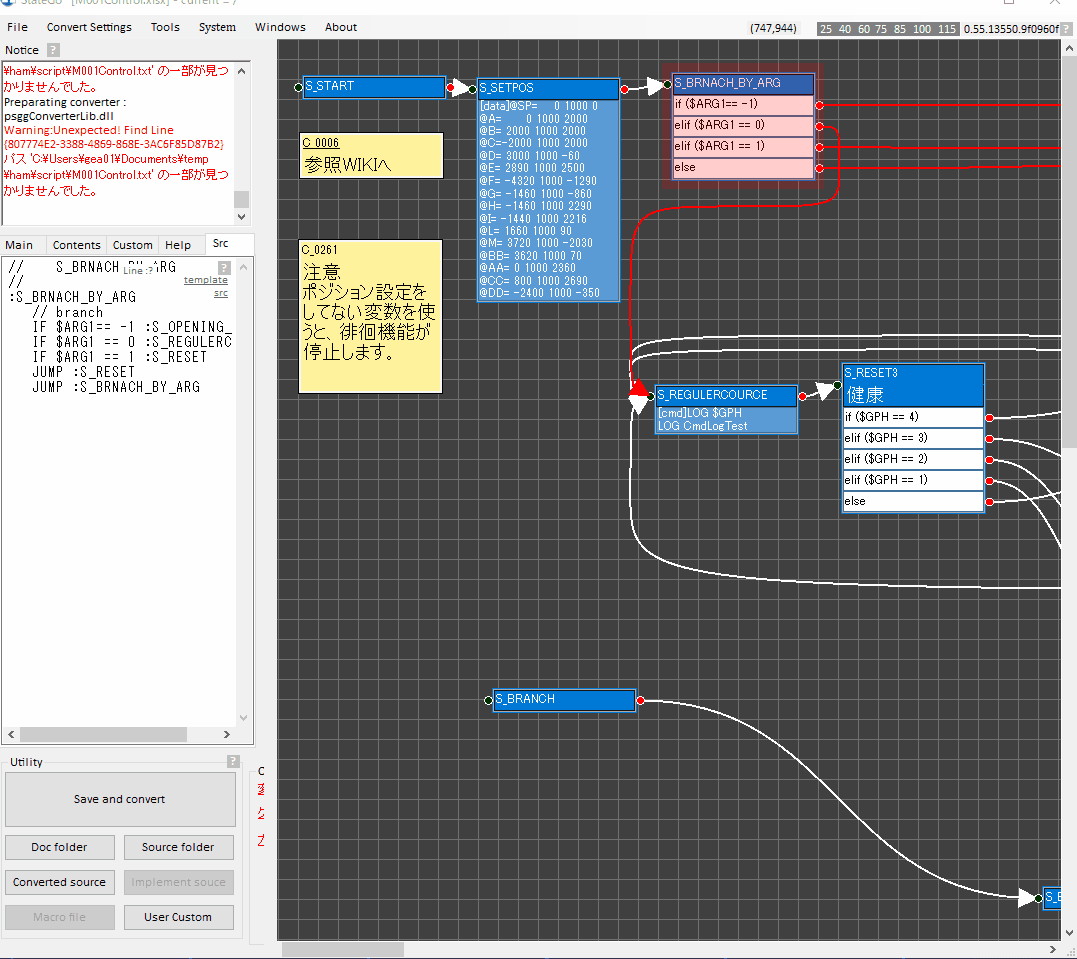 StateGo - [M001Control.xlsx] - current = /
File Convert Settings Tools System Windows About
(747,944) 25 40 60 75 85 100 115 0.55.13550.9f0960f ?
Notice ?
¥ham¥script¥M001Control.txt' の一部が見つ
かりませんでした。
Preparating converter :
psggConverterLib.dll
Warning:Unexpected! Find Line
{807774E2-3388-4869-868E-3AC6F85D87B2}
パス 'C:¥Users¥gea01¥Documents¥temp
¥ham¥script¥M001Control.txt' の一部が見つ
かりませんでした。
Main Contents Custom Help Src
// S_BRNACH_BY_ARG
Line :? ?
//
template
:S_BRNACH_BY_ARG
src
// branch
IF $ARG1== -1 :S_OPENING_
IF $ARG1 == 0 :S_REGULERC
IF $ARG1 == 1 :S_RESET
JUMP :S_RESET
JUMP :S_BRNACH_BY_ARG
Utility ?
Save and convert
Doc folder Source folder
Converted source Implement souce
Macro file User Custom
S_START
C_0006
参照WIKIへ
C_0261
注意
ポジション設定を
してない変数を使
うと、徘徊機能が
停止します。
S_SETPOS
[data]@SP= 0 1000 0
@A= 0 1000 2000
@B= 2000 1000 2000
@C=-2000 1000 2000
@D= 3000 1000 -60
@E= 2890 1000 2500
@F= -4320 1000 -1290
@G= -1460 1000 -860
@H= -1460 1000 2290
@I= -1440 1000 2216
@L= 1660 1000 90
@M= 3720 1000 -2030
@BB= 3620 1000 70
@AA= 0 1000 2360
@CC= 800 1000 2690
@DD= -2400 1000 -350
S_BRNACH_BY_ARG
if ($ARG1== -1)
elif ($ARG1 == 0)
elif ($ARG1 == 1)
else
S_REGULERCOURCE
[cmd]LOG $GPH
LOG CmdLogTest
S_RESET3
健康
if ($GPH == 4)
elif ($GPH == 3)
elif ($GPH == 2)
elif ($GPH == 1)
else
S_BRANCH